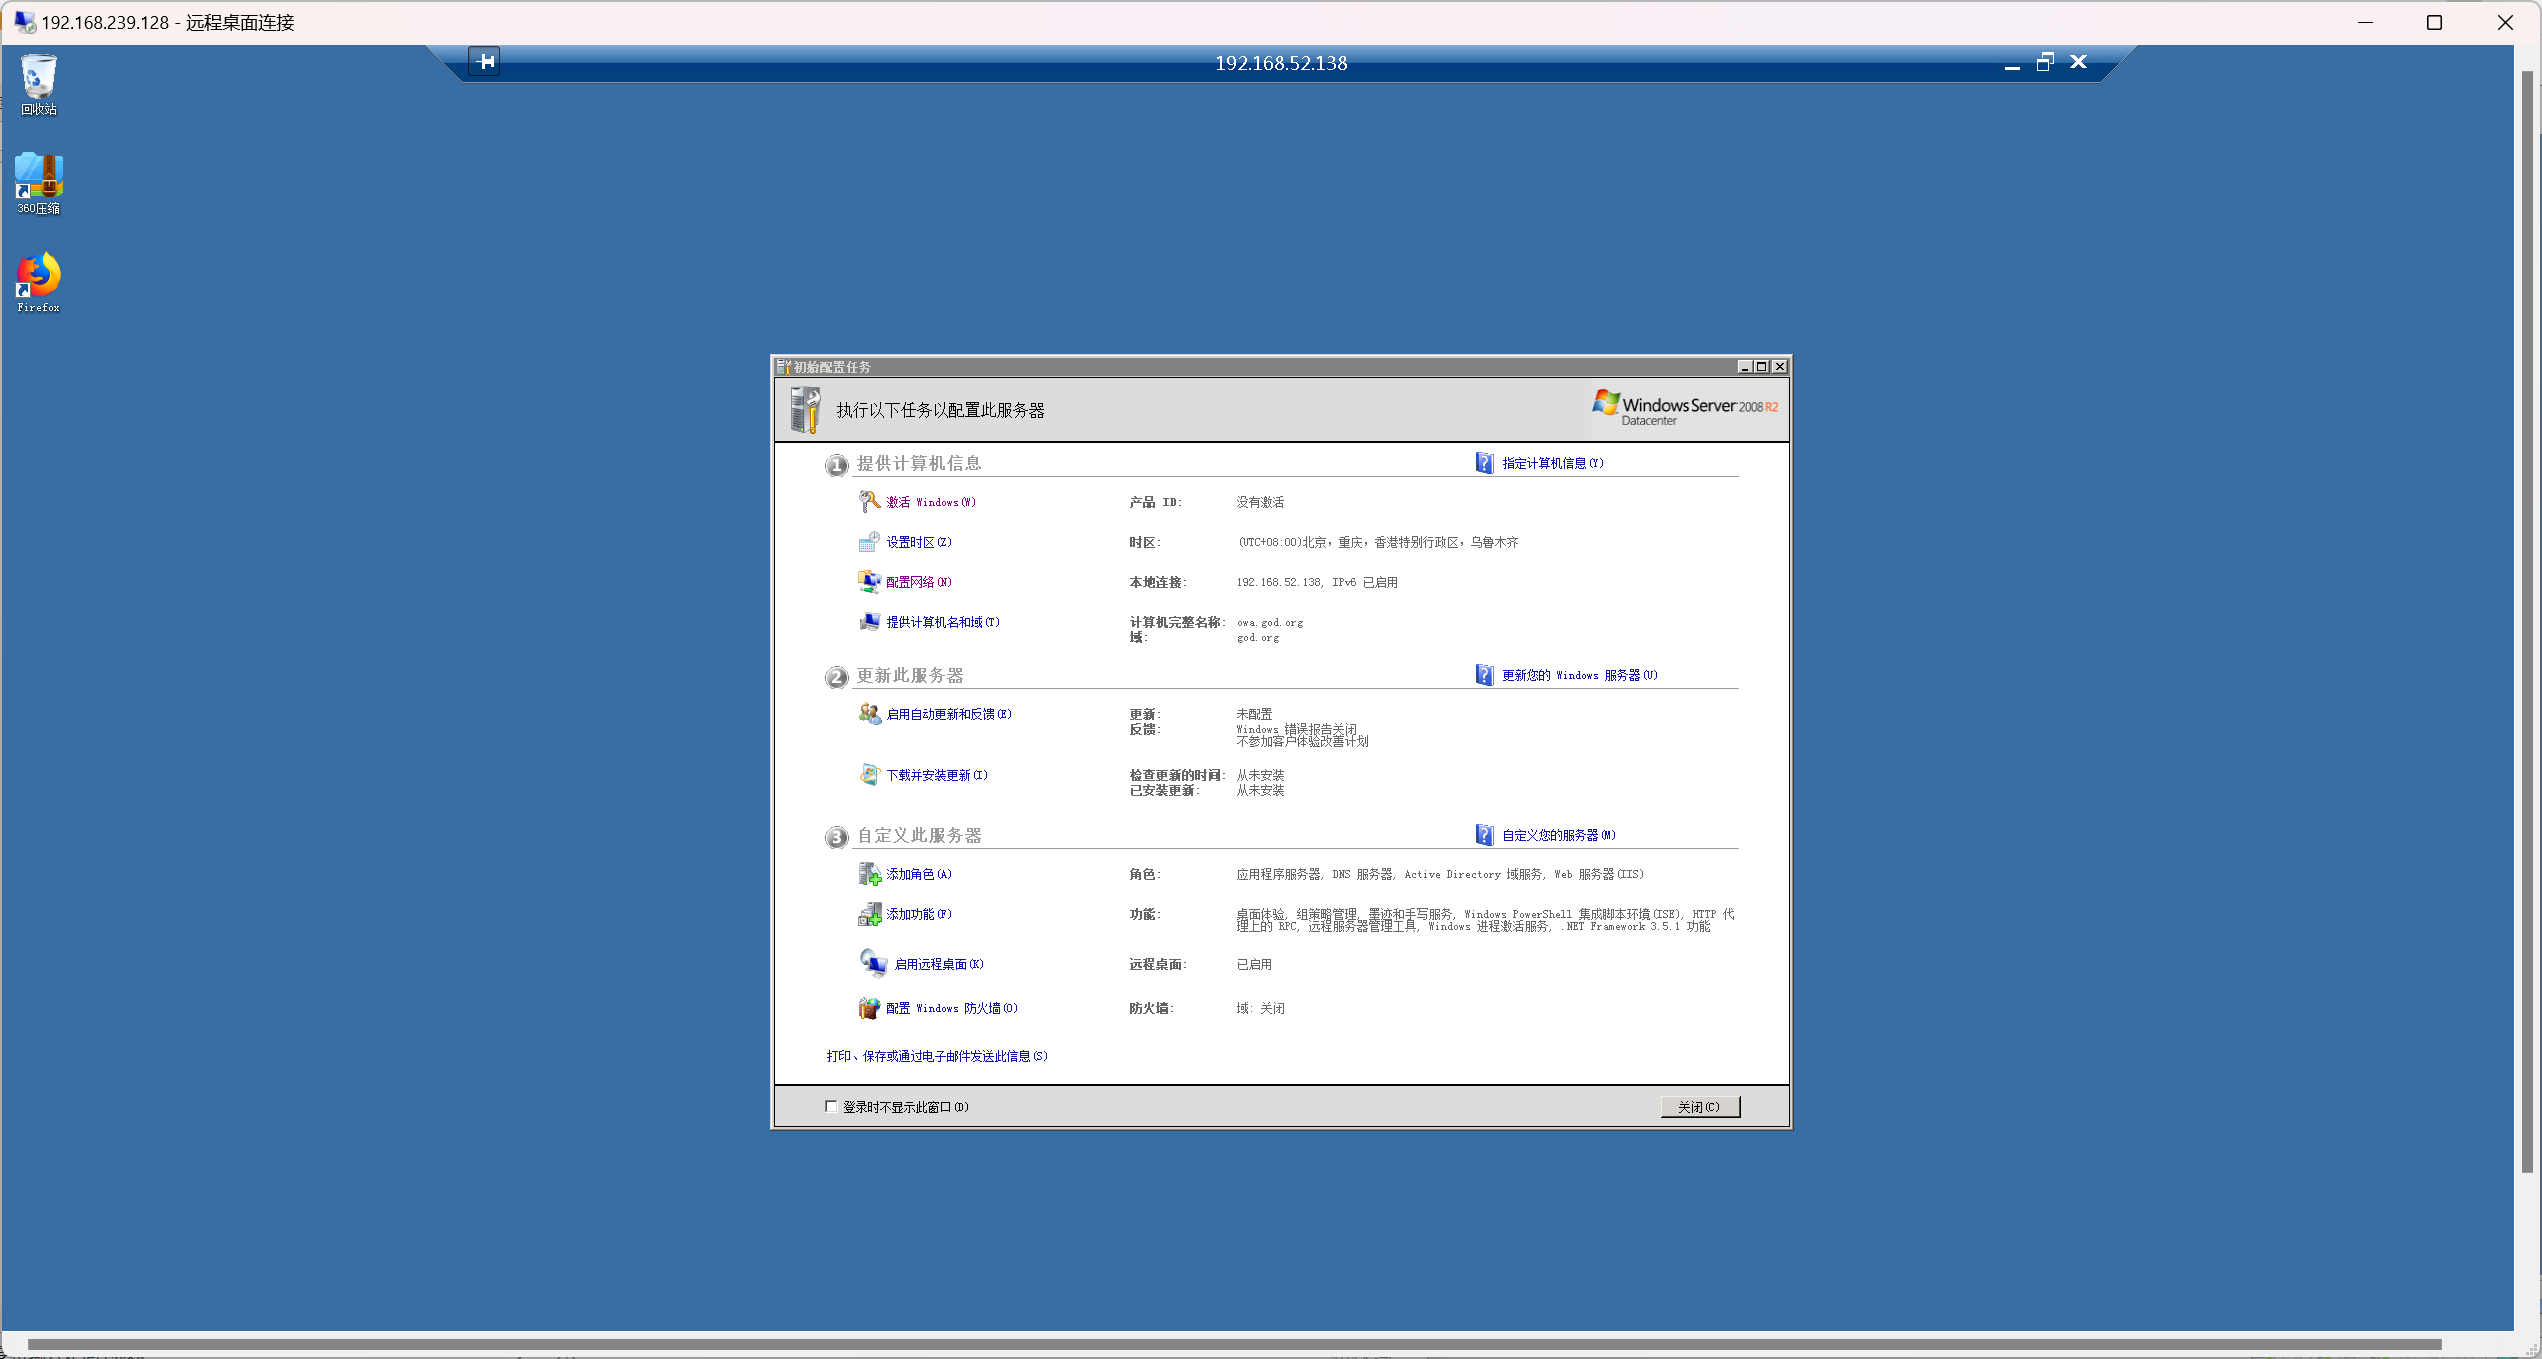 192.168.239.128 - 远程桌面连接
192.168.52.138
回收站
360压缩
Firefox
初始配置任务
执行以下任务以配置此服务器
Windows Server 2008 R2
Datacenter
1 提供计算机信息
指定计算机信息(Y)
激活 Windows(W)
产品 ID: 没有激活
设置时区(Z)
时区: (UTC+08:00)北京，重庆，香港特别行政区，乌鲁木齐
配置网络(N)
本地连接: 192.168.52.138, IPv6 已启用
提供计算机名和域(T)
计算机完整名称: owa.god.org
域: god.org
2 更新此服务器
更新您的 Windows 服务器(U)
启用自动更新和反馈(E)
更新: 未配置
反馈: Windows 错误报告关闭
不参加客户体验改善计划
下载并安装更新(I)
检查更新的时间: 从未安装
已安装更新: 从未安装
3 自定义此服务器
自定义您的服务器(M)
添加角色(A)
角色: 应用程序服务器, DNS 服务器, Active Directory 域服务, Web 服务器(IIS)
添加功能(F)
功能: 桌面体验, 组策略管理, 墨迹和手写服务, Windows PowerShell 集成脚本环境(ISE), HTTP 代
理上的 RPC, 远程服务器管理工具, Windows 进程激活服务, .NET Framework 3.5.1 功能
启用远程桌面(K)
远程桌面: 已启用
配置 Windows 防火墙(O)
防火墙: 域: 关闭
打印、保存或通过电子邮件发送此信息(S)
登录时不显示此窗口(D)
关闭(C)